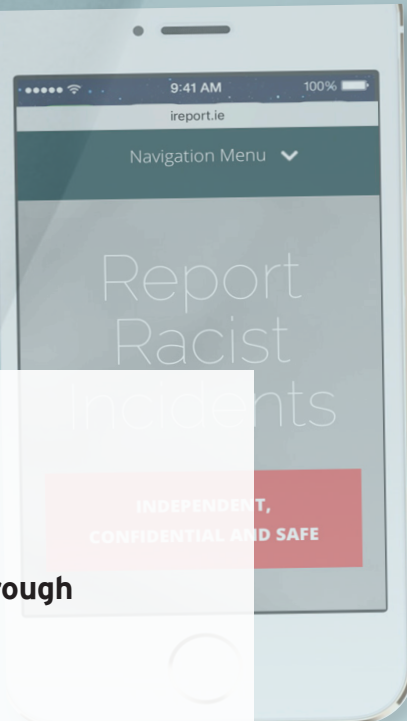 9:41 AM 100%
ireport.ie
Navigation Menu
Report
Racist
Incidents
INDEPENDENT,
CONFIDENTIAL AND SAFE
rough